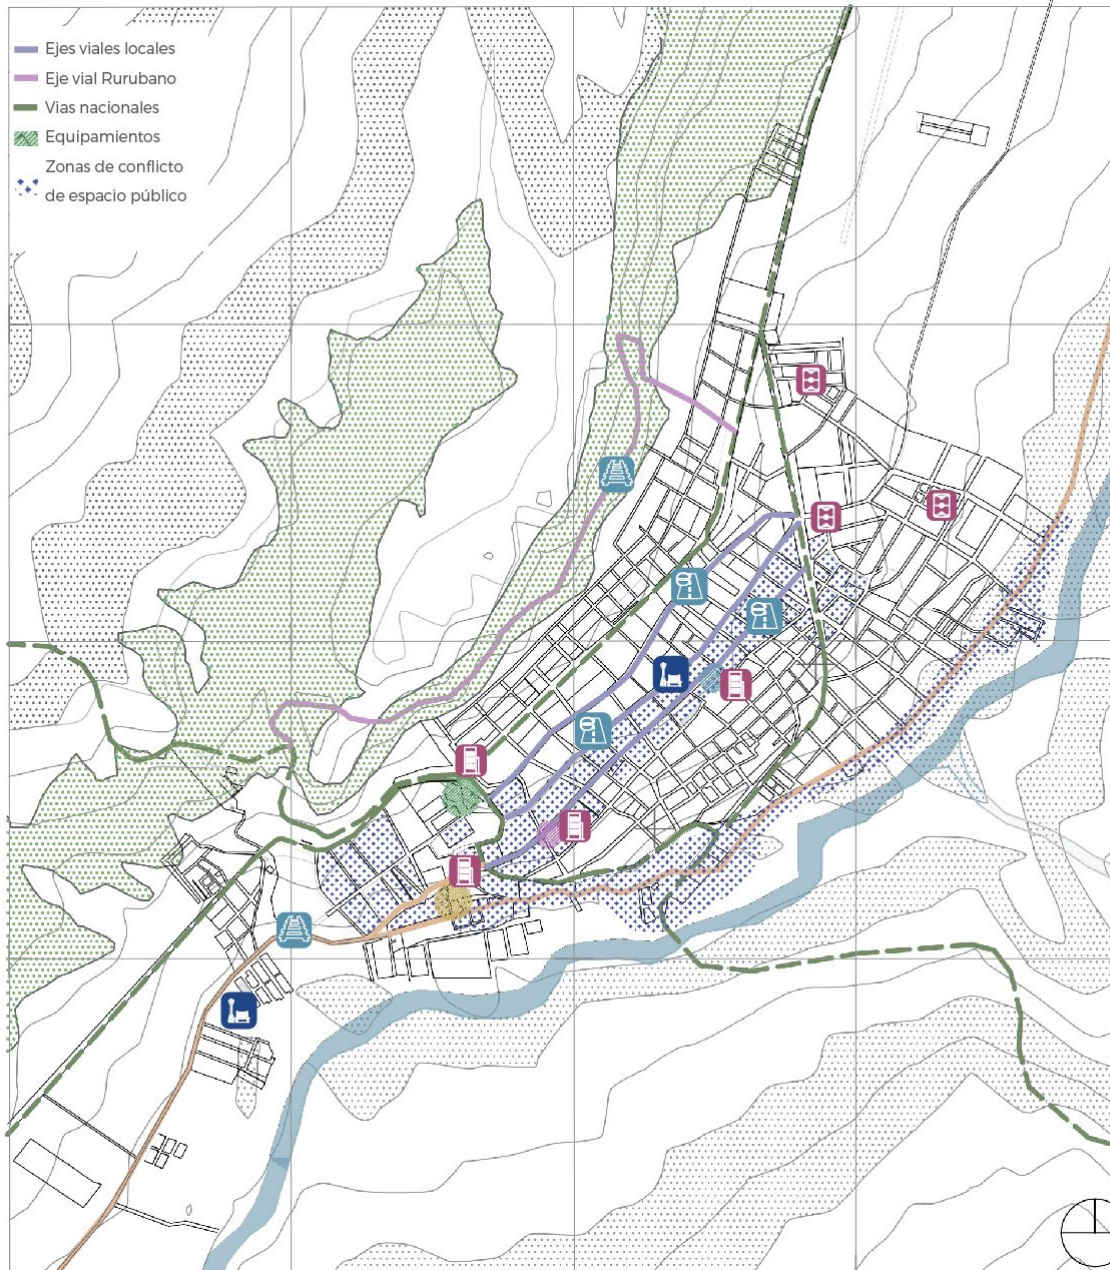 Ejes viales locales
Eje vial Rurubano
Vias nacionales
Equipamientos
Zonas de conflicto
de espacio público